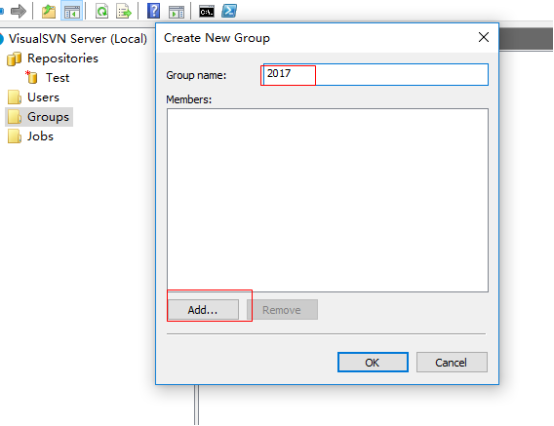 VisualSVN Server (Local)
Repositories
Test
Users
Groups
Jobs
Create New Group
Group name:
2017
Members:
Add...
Remove
OK
Cancel